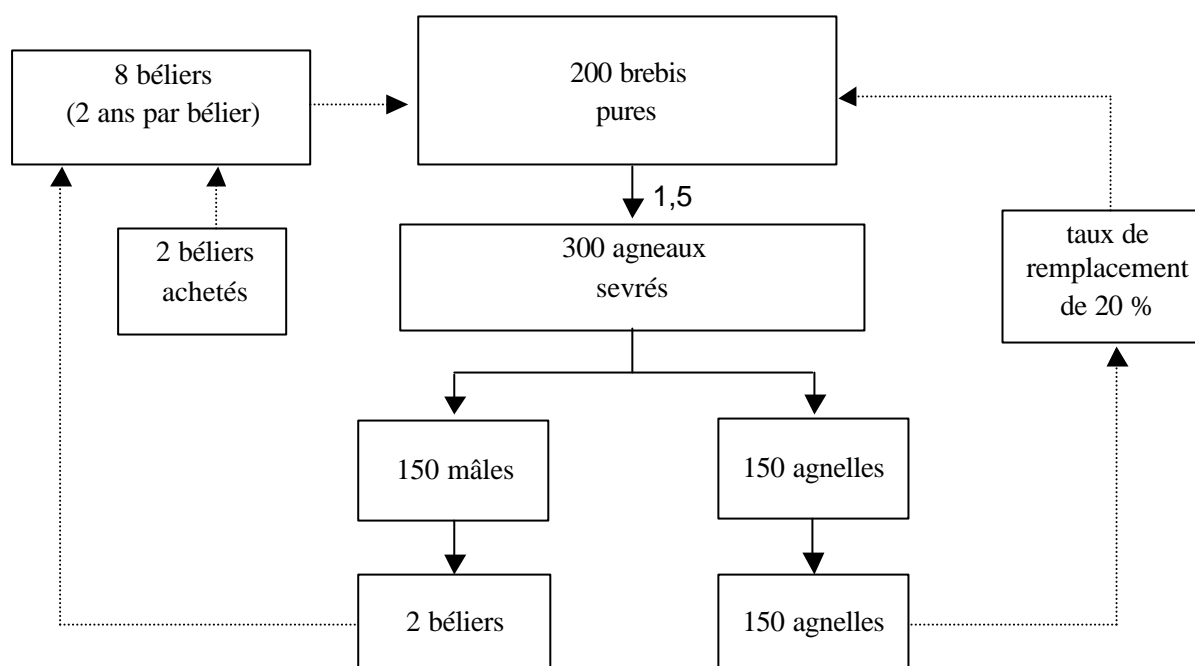 8 béliers
(2 ans par bélier)
200 brebis
pures
1,5
2 béliers
achetés
300 agneaux
sevrés
taux de
remplacement
de 20 %
150 mâles
150 agnelles
2 béliers
150 agnelles